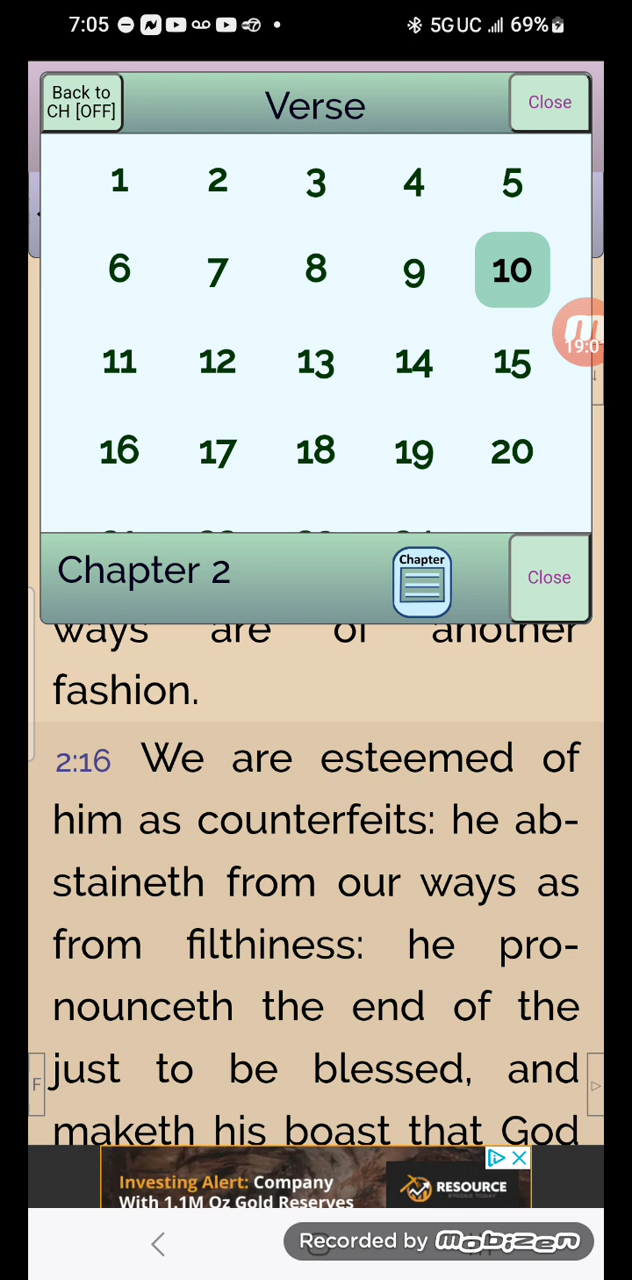 7:05 5G UC 69%
Back to
CH [OFF]
Verse
Close
1 2 3 4 5
6 7 8 9 10
11 12 13 14 15
19:0
16 17 18 19 20
Chapter 2
Chapter
Close
ways are of another
fashion.
2:16 We are esteemed of
him as counterfeits: he ab-
staineth from our ways as
from filthiness: he pro-
nounceth the end of the
F
just to be blessed, and
maketh his boast that God
Investing Alert: Company
With 1.1M Oz Gold Reserves
RESOURCE
Recorded by mobizen